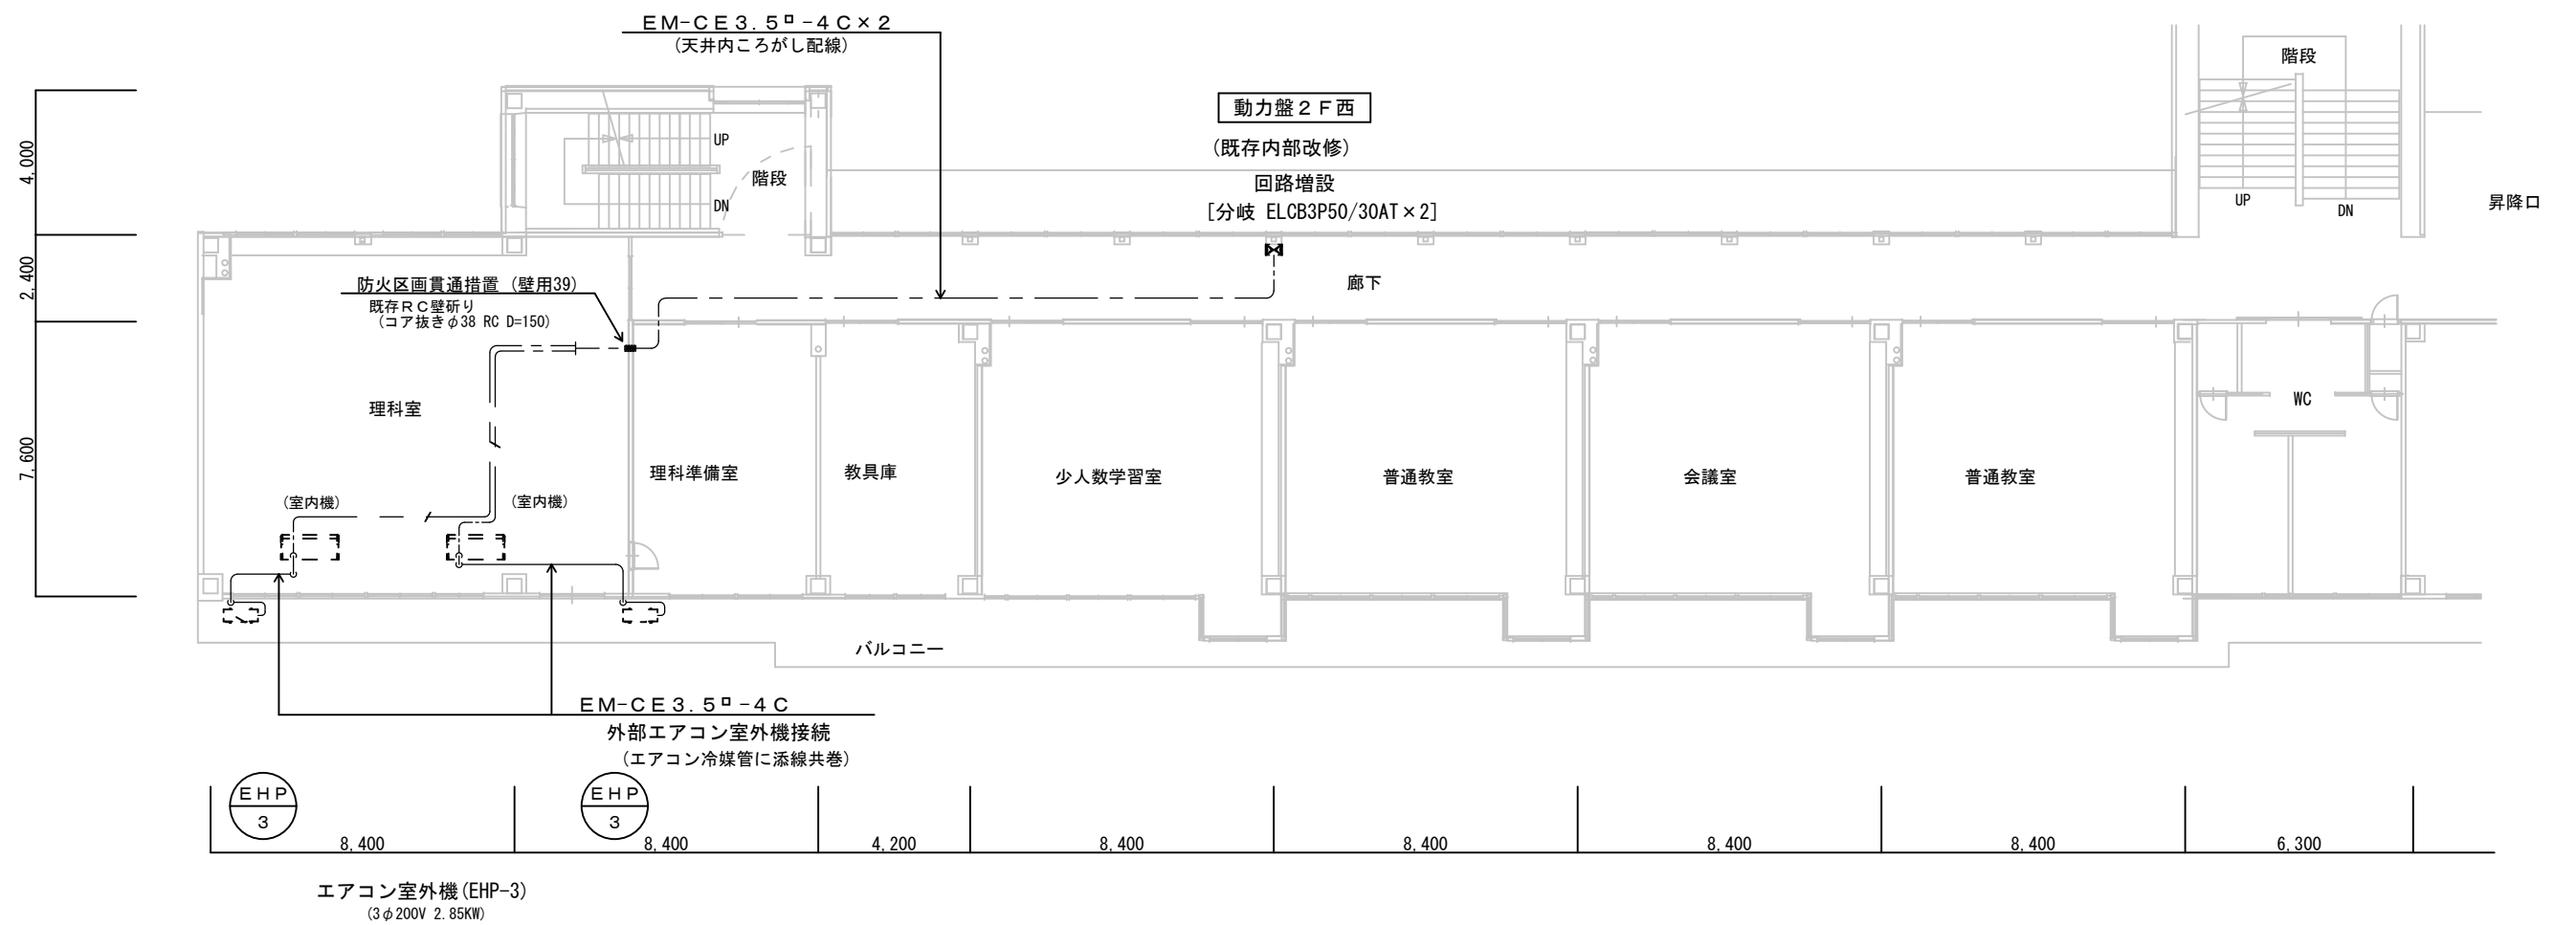 EM-CE3.5□-4C×2
(天井内ころがし配線)
階段
動力盤2F西
UP
(既存内部改修)
4,000
階段
回路増設
DN
[分岐 ELCB3P50/30AT×2]
UP
DN
昇降口
防火区画貫通措置 (壁用39)
廊下
2,400
既存RC壁斫り
(コア抜きφ38 RC D=150)
WC
理科室
7,600
理科準備室
教具庫
少人数学習室
普通教室
会議室
普通教室
(室内機)
(室内機)
バルコニー
EM-CE3.5□-4C
外部エアコン室外機接続
(エアコン冷媒管に添線共巻)
EHP
3
EHP
3
8,400
8,400
4,200
8,400
8,400
8,400
8,400
6,300
エアコン室外機(EHP-3)
(3φ200V 2.85KW)